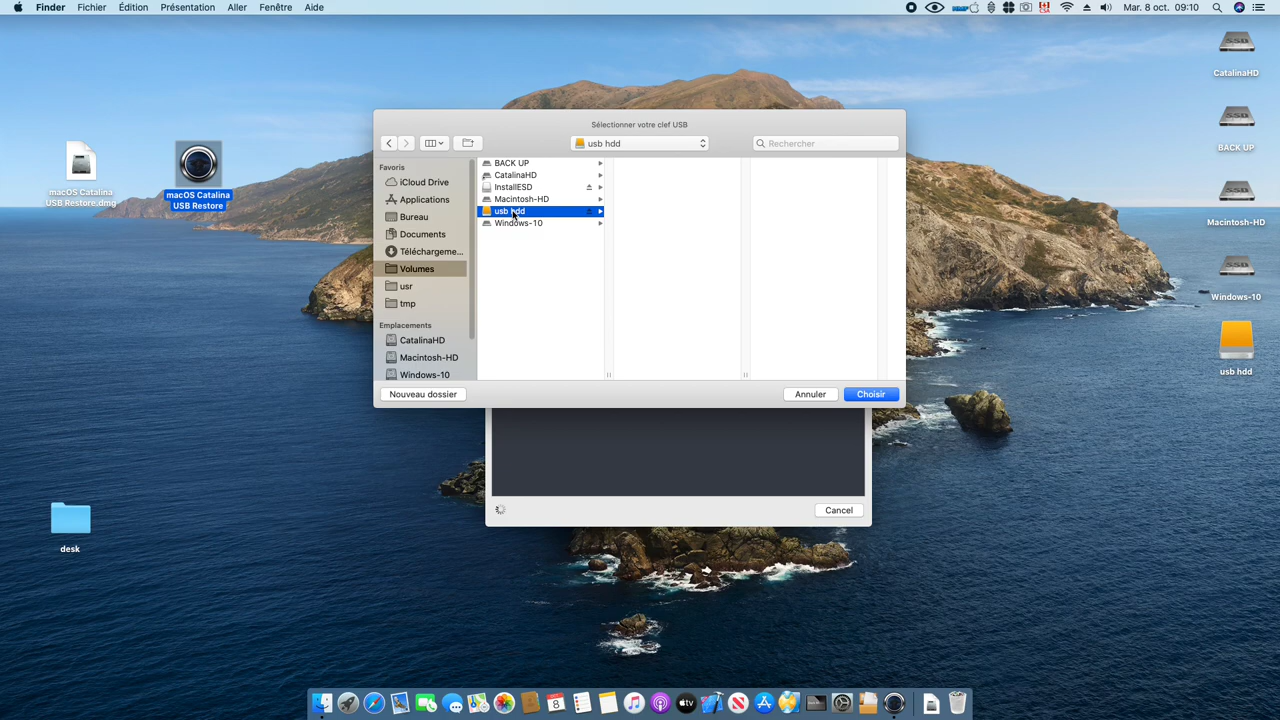 Finder Fichier Édition Présentation Aller Fenêtre Aide
Mar. 8 oct. 09:10
CatalinaHD
BACK UP
Macintosh-HD
Windows-10
usb hdd
macOS Catalina
USB Restore.dmg
macOS Catalina
USB Restore
desk
Sélectionner votre clef USB
usb hdd
Rechercher
Favoris
iCloud Drive
Applications
Bureau
Documents
Téléchargeme...
Volumes
usr
tmp
Emplacements
CatalinaHD
Macintosh-HD
Windows-10
BACK UP
CatalinaHD
InstallESD
Macintosh-HD
usb hdd
Windows-10
Nouveau dossier
Annuler
Choisir
Cancel